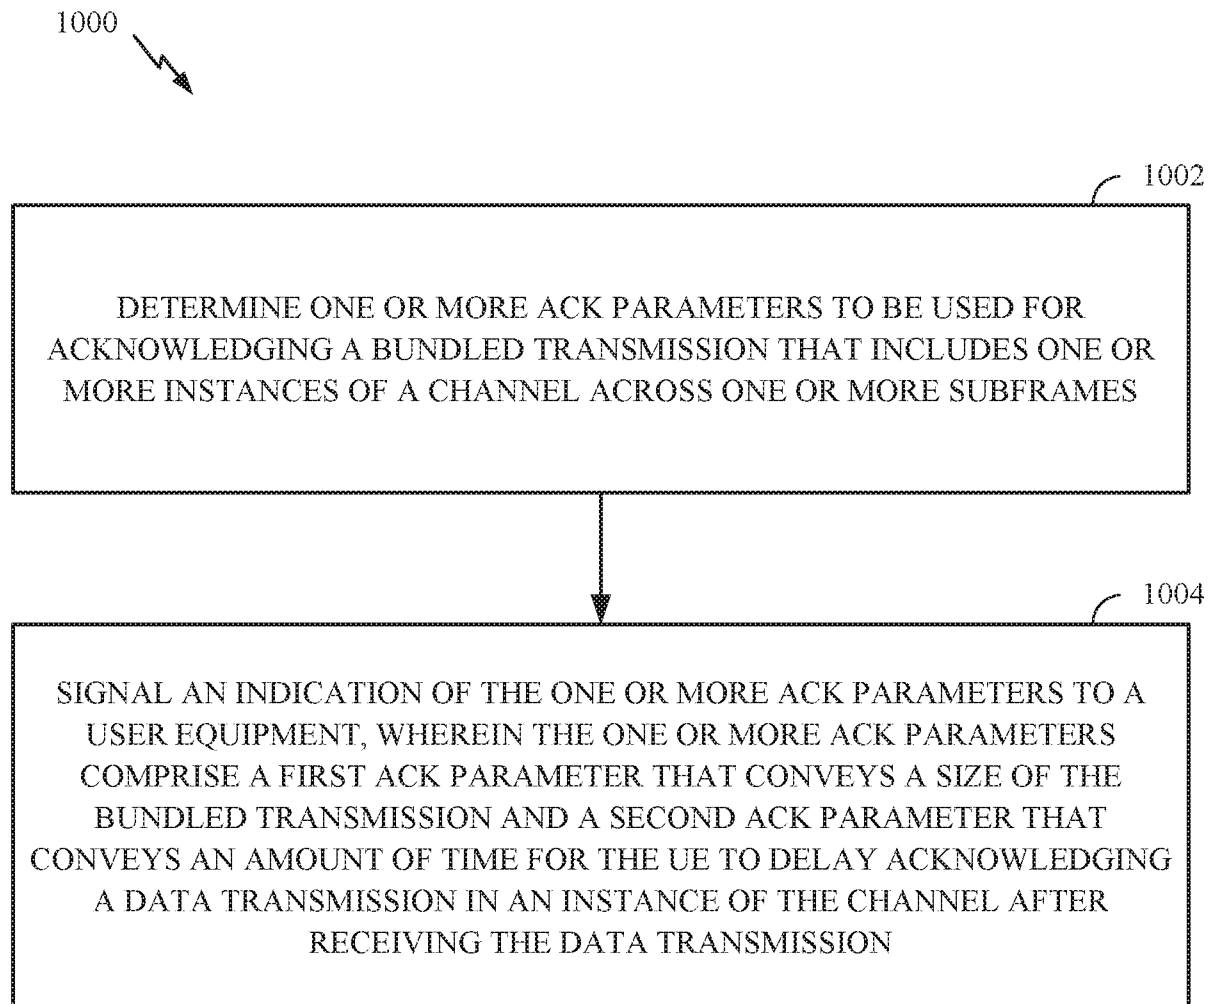 1000
1002
DETERMINE ONE OR MORE ACK PARAMETERS TO BE USED FOR
ACKNOWLEDGING A BUNDLED TRANSMISSION THAT INCLUDES ONE OR
MORE INSTANCES OF A CHANNEL ACROSS ONE OR MORE SUBFRAMES
1004
SIGNAL AN INDICATION OF THE ONE OR MORE ACK PARAMETERS TO A
USER EQUIPMENT, WHEREIN THE ONE OR MORE ACK PARAMETERS
COMPRISE A FIRST ACK PARAMETER THAT CONVEYS A SIZE OF THE
BUNDLED TRANSMISSION AND A SECOND ACK PARAMETER THAT
CONVEYS AN AMOUNT OF TIME FOR THE UE TO DELAY ACKNOWLEDGING
A DATA TRANSMISSION IN AN INSTANCE OF THE CHANNEL AFTER
RECEIVING THE DATA TRANSMISSION